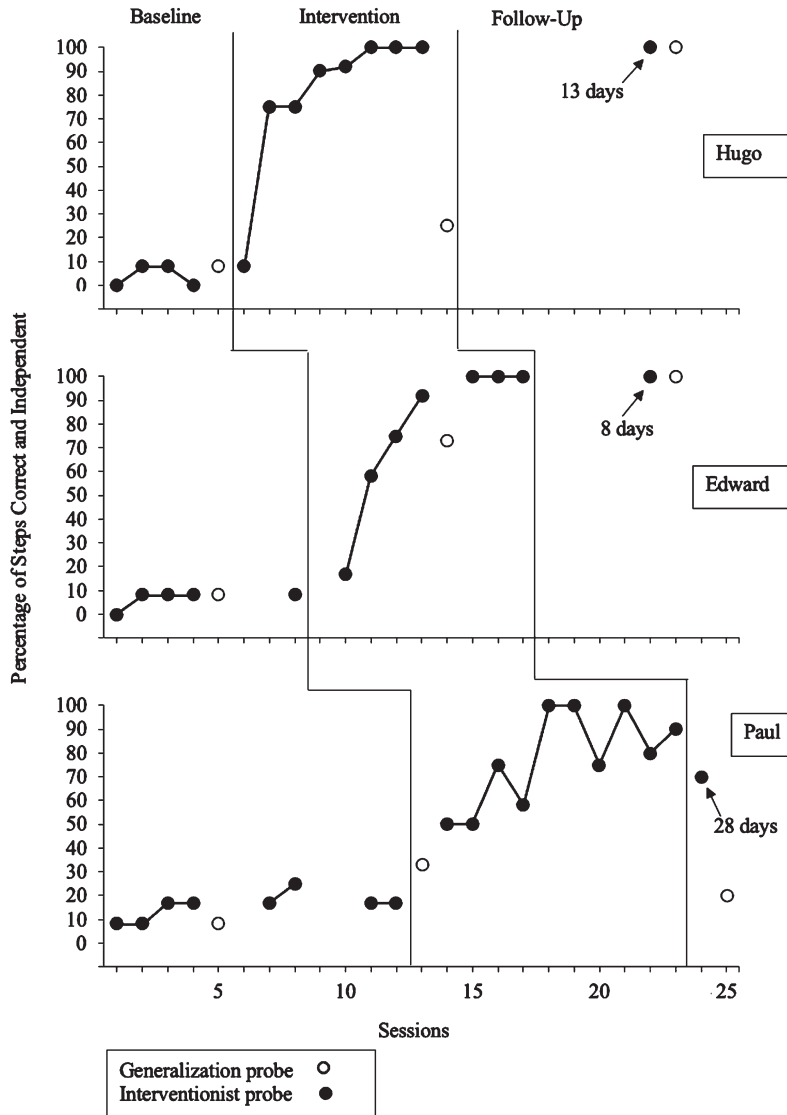 Baseline Intervention Follow-Up
Percentage of Steps Correct and Independent
100
90
80
70
60
50
40
30
20
10
0
13 days
Hugo
100
90
80
70
60
50
40
30
20
10
0
8 days
Edward
100
90
80
70
60
50
40
30
20
10
0
Paul
28 days
5 10 15 20 25
Sessions
Generalization probe
Interventionist probe